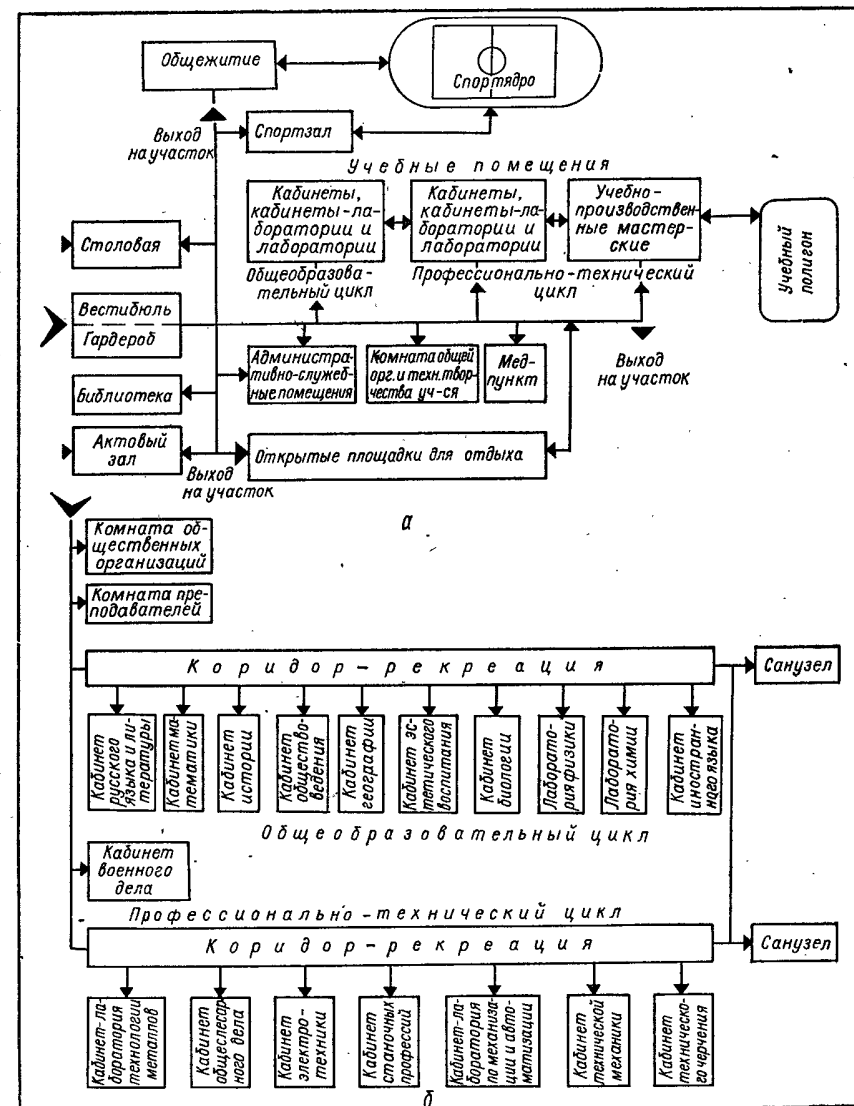 Общежитие
Спортядро
Выход
на участок
Спортзал
Учебные помещения
Кабинеты,
кабинеты-ла-
боратории и
лаборатории
Кабинеты,
кабинеты-ла-
боратории и
лаборатории
Учебно-
производствен-
ные мастер-
ские
Учебный
полигон
Столовая
Общеобразова-
тельный цикл
Профессионально-технический
цикл
Вестибюль
Гардероб
Административно-служеб-
ные помещения
Комната общей
орг. и техн. твор-
чества уч-ся
Мед-
пункт
Выход
на участок
Библиотека
Актовый
зал
Выход
на участок
Открытые площадки для отдыха
а
Комната об-
щественных
организаций
Комната пре-
подавателей
Коридор-рекреация
Санузел
Кабинет
русского
языка и ли-
тературы
Кабинет ма-
тематики
Кабинет
истории
Кабинет
общество-
ведения
Кабинет
географии
Кабинет эс-
тетического
воспитания
Кабинет
биологии
Лаборато-
рия физики
Лаборато-
рия химии
Кабинет
иностран-
ного языка
Общеобразовательный цикл
Кабинет
военного
дела
Профессионально-технический цикл
Коридор-рекреация
Санузел
Кабинет-ла-
боратория
технологии
металлов
Кабинет
общеслесар-
ного дела
Кабинет
электро-
техники
Кабинет
станочных
профессий
Кабинет-ла-
боратория
по механиза-
ции и авто-
матизации
Кабинет
технической
механики
Кабинет
техническо-
го черчения
б